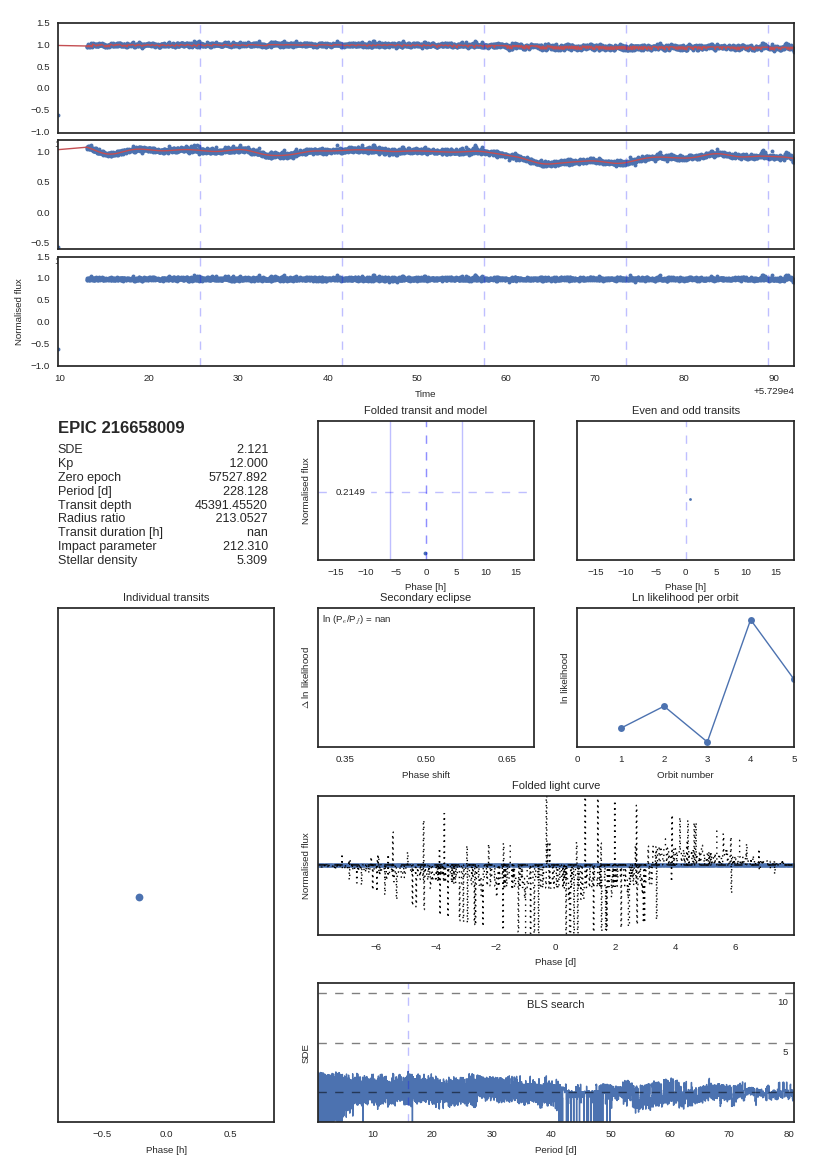 1.5
1.0
0.5
0.0
−0.5
−1.0
1.0
0.5
0.0
−0.5
1.5
1.0
0.5
0.0
−0.5
−1.0
Normalised flux
10 20 30 40 50 60 70 80 90
Time
+5.729e4
EPIC 216658009
SDE 2.121
Kp 12.000
Zero epoch 57527.892
Period [d] 228.128
Transit depth 45391.45520
Radius ratio 213.0527
Transit duration [h] nan
Impact parameter 212.310
Stellar density 5.309
Folded transit and model
Normalised flux
0.2149
−15 −10 −5 0 5 10 15
Phase [h]
Even and odd transits
−15 −10 −5 0 5 10 15
Phase [h]
Individual transits
−0.5 0.0 0.5
Phase [h]
Secondary eclipse
ln (Pₑ/P𝑓) = nan
Δ ln likelihood
0.35 0.50 0.65
Phase shift
Ln likelihood per orbit
ln likelihood
0 1 2 3 4 5
Orbit number
Folded light curve
Normalised flux
−6 −4 −2 0 2 4 6
Phase [d]
BLS search
10
5
SDE
10 20 30 40 50 60 70 80
Period [d]